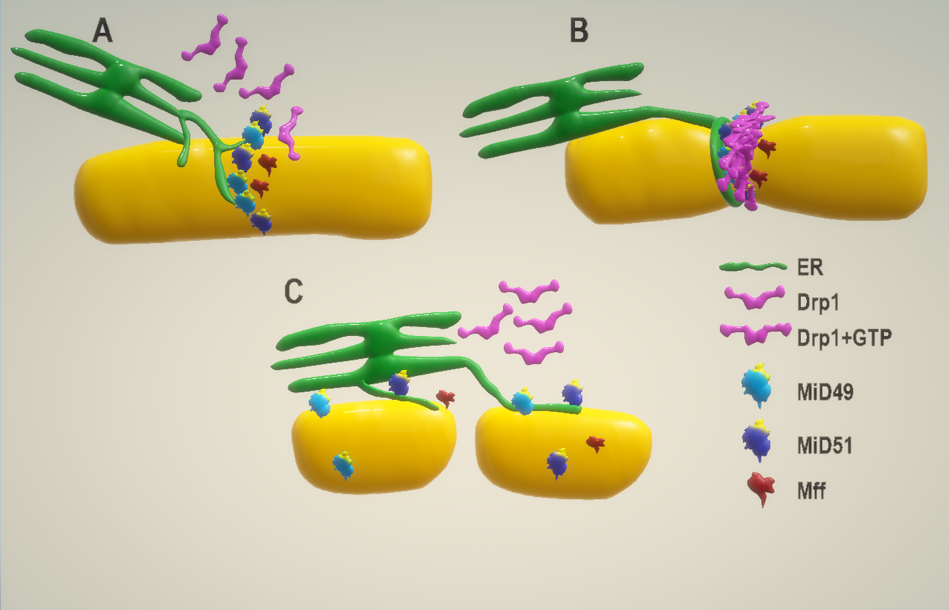 A
B
C
ER
Drp1
Drp1+GTP
MiD49
MiD51
Mff